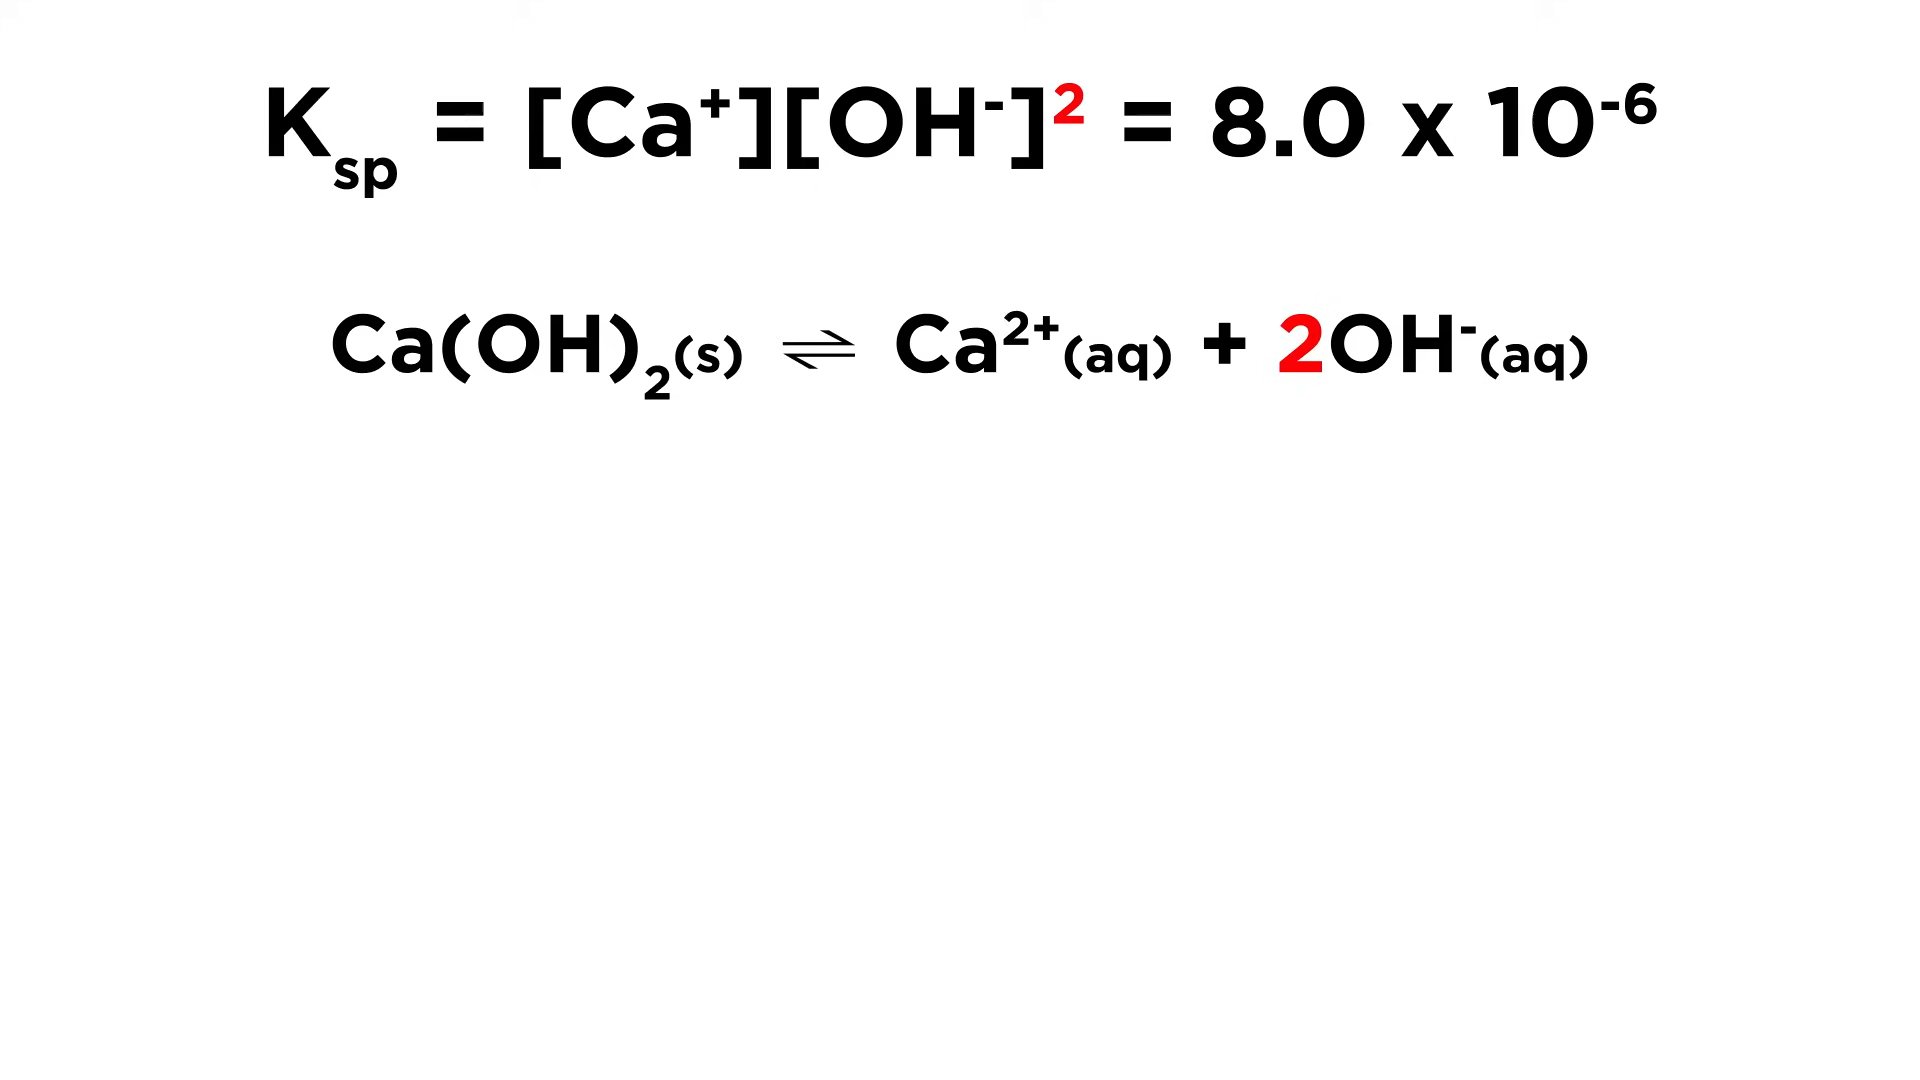 Kₛₚ = [Ca⁺][OH⁻]² = 8.0 x 10⁻⁶
Ca(OH)₂(s) ⇌ Ca²⁺(aq) + 2OH⁻(aq)